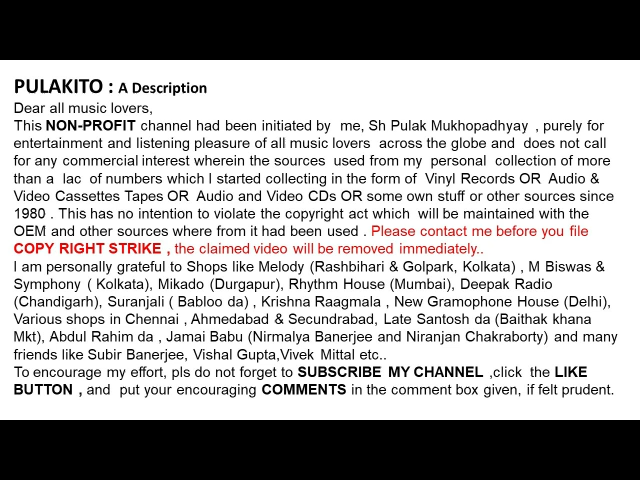 PULAKITO : A Description
Dear all music lovers,
This NON-PROFIT channel had been initiated by me, Sh Pulak Mukhopadhyay , purely for
entertainment and listening pleasure of all music lovers across the globe and does not call
for any commercial interest wherein the sources used from my personal collection of more
than a lac of numbers which I started collecting in the form of Vinyl Records OR Audio &
Video Cassettes Tapes OR Audio and Video CDs OR some own stuff or other sources since
1980 . This has no intention to violate the copyright act which will be maintained with the
OEM and other sources where from it had been used . Please contact me before you file
COPY RIGHT STRIKE , the claimed video will be removed immediately..
I am personally grateful to Shops like Melody (Rashbihari & Golpark, Kolkata) , M Biswas &
Symphony ( Kolkata), Mikado (Durgapur), Rhythm House (Mumbai), Deepak Radio
(Chandigarh), Suranjali ( Babloo da) , Krishna Raagmala , New Gramophone House (Delhi),
Various shops in Chennai , Ahmedabad & Secundrabad, Late Santosh da (Baithak khana
Mkt), Abdul Rahim da , Jamai Babu (Nirmalya Banerjee and Niranjan Chakraborty) and many
friends like Subir Banerjee, Vishal Gupta,Vivek Mittal etc..
To encourage my effort, pls do not forget to SUBSCRIBE MY CHANNEL ,click the LIKE
BUTTON , and put your encouraging COMMENTS in the comment box given, if felt prudent.